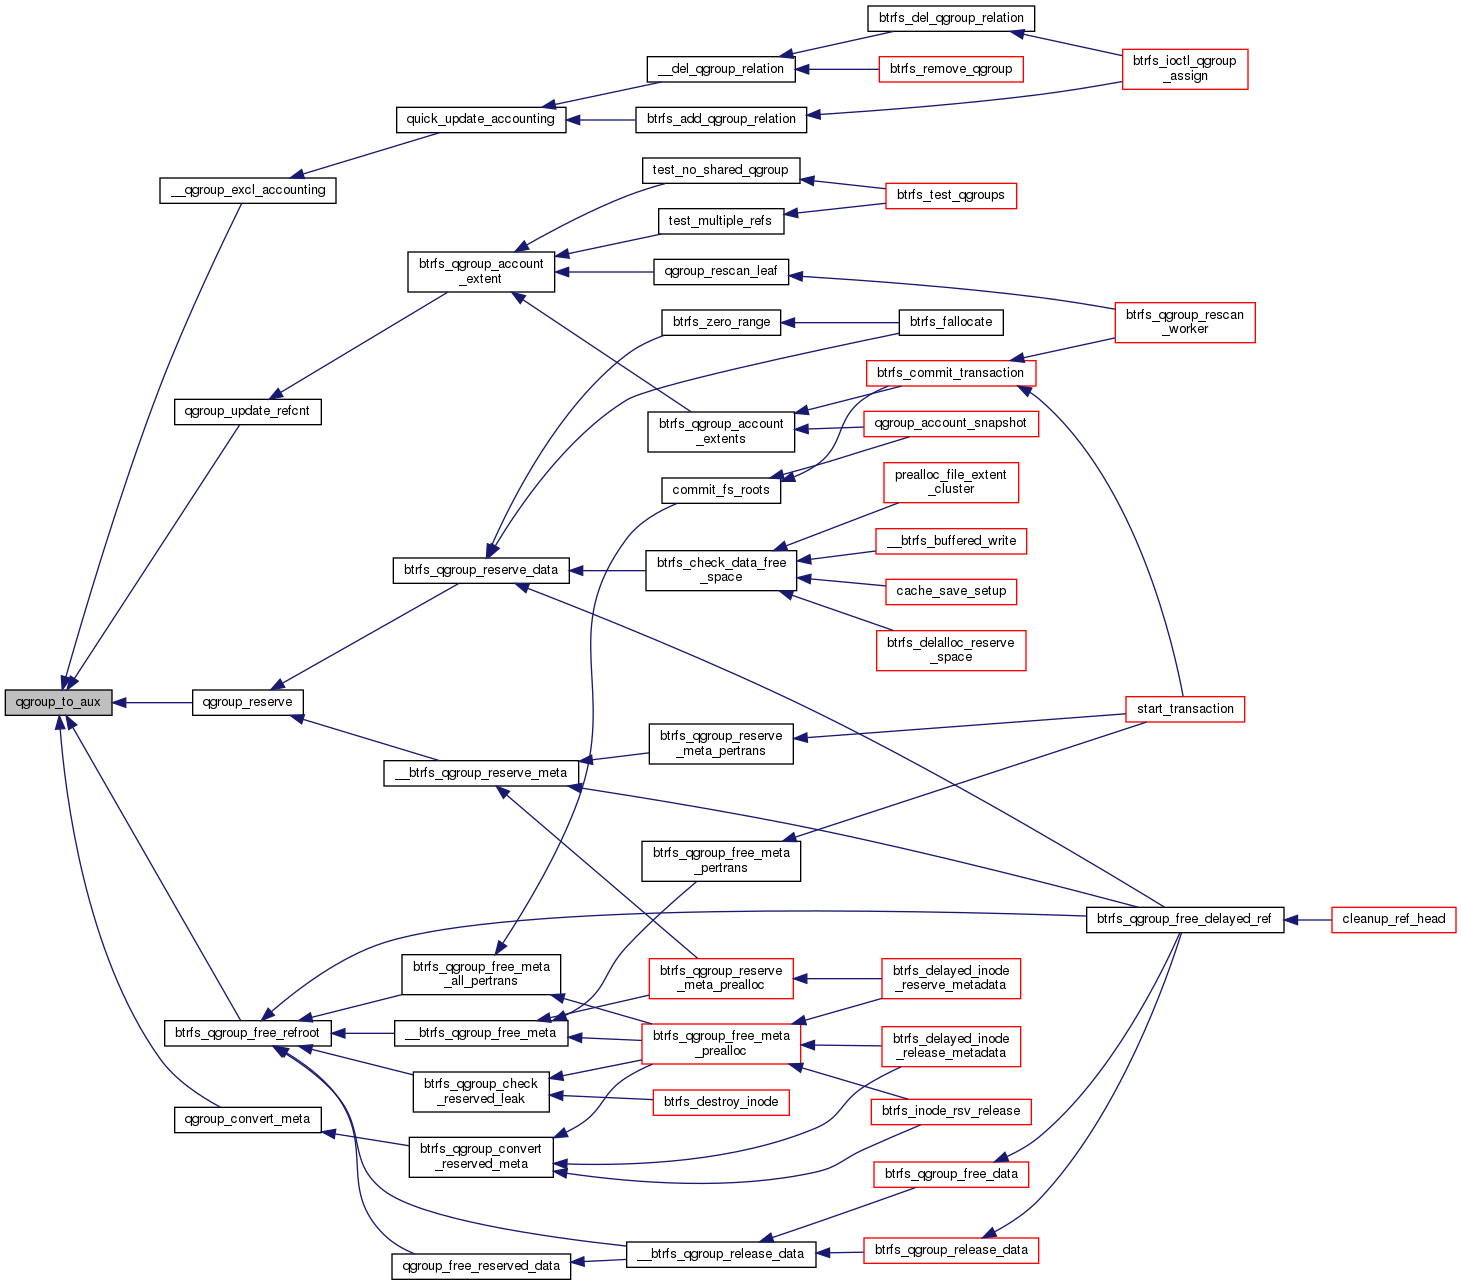 btrfs_del_qgroup_relation
__del_qgroup_relation
btrfs_remove_qgroup
btrfs_ioctl_qgroup
_assign
quick_update_accounting
btrfs_add_qgroup_relation
__qgroup_excl_accounting
test_no_shared_qgroup
btrfs_test_qgroups
test_multiple_refs
btrfs_qgroup_account
_extent
qgroup_rescan_leaf
btrfs_qgroup_rescan
_worker
btrfs_zero_range
btrfs_fallocate
btrfs_commit_transaction
qgroup_update_refcnt
btrfs_qgroup_account
_extents
qgroup_account_snapshot
commit_fs_roots
prealloc_file_extent
_cluster
__btrfs_buffered_write
btrfs_qgroup_reserve_data
btrfs_check_data_free
_space
cache_save_setup
btrfs_delalloc_reserve
_space
qgroup_to_aux
qgroup_reserve
start_transaction
btrfs_qgroup_reserve
_meta_pertrans
__btrfs_qgroup_reserve_meta
btrfs_qgroup_free_meta
_pertrans
btrfs_qgroup_free_delayed_ref
cleanup_ref_head
btrfs_qgroup_free_meta
_all_pertrans
btrfs_qgroup_reserve
_meta_prealloc
btrfs_delayed_inode
_reserve_metadata
btrfs_qgroup_free_refroot
__btrfs_qgroup_free_meta
btrfs_qgroup_free_meta
_prealloc
btrfs_delayed_inode
_release_metadata
btrfs_qgroup_check
_reserved_leak
btrfs_destroy_inode
btrfs_inode_rsv_release
qgroup_convert_meta
btrfs_qgroup_convert
_reserved_meta
btrfs_qgroup_free_data
__btrfs_qgroup_release_data
btrfs_qgroup_release_data
qgroup_free_reserved_data